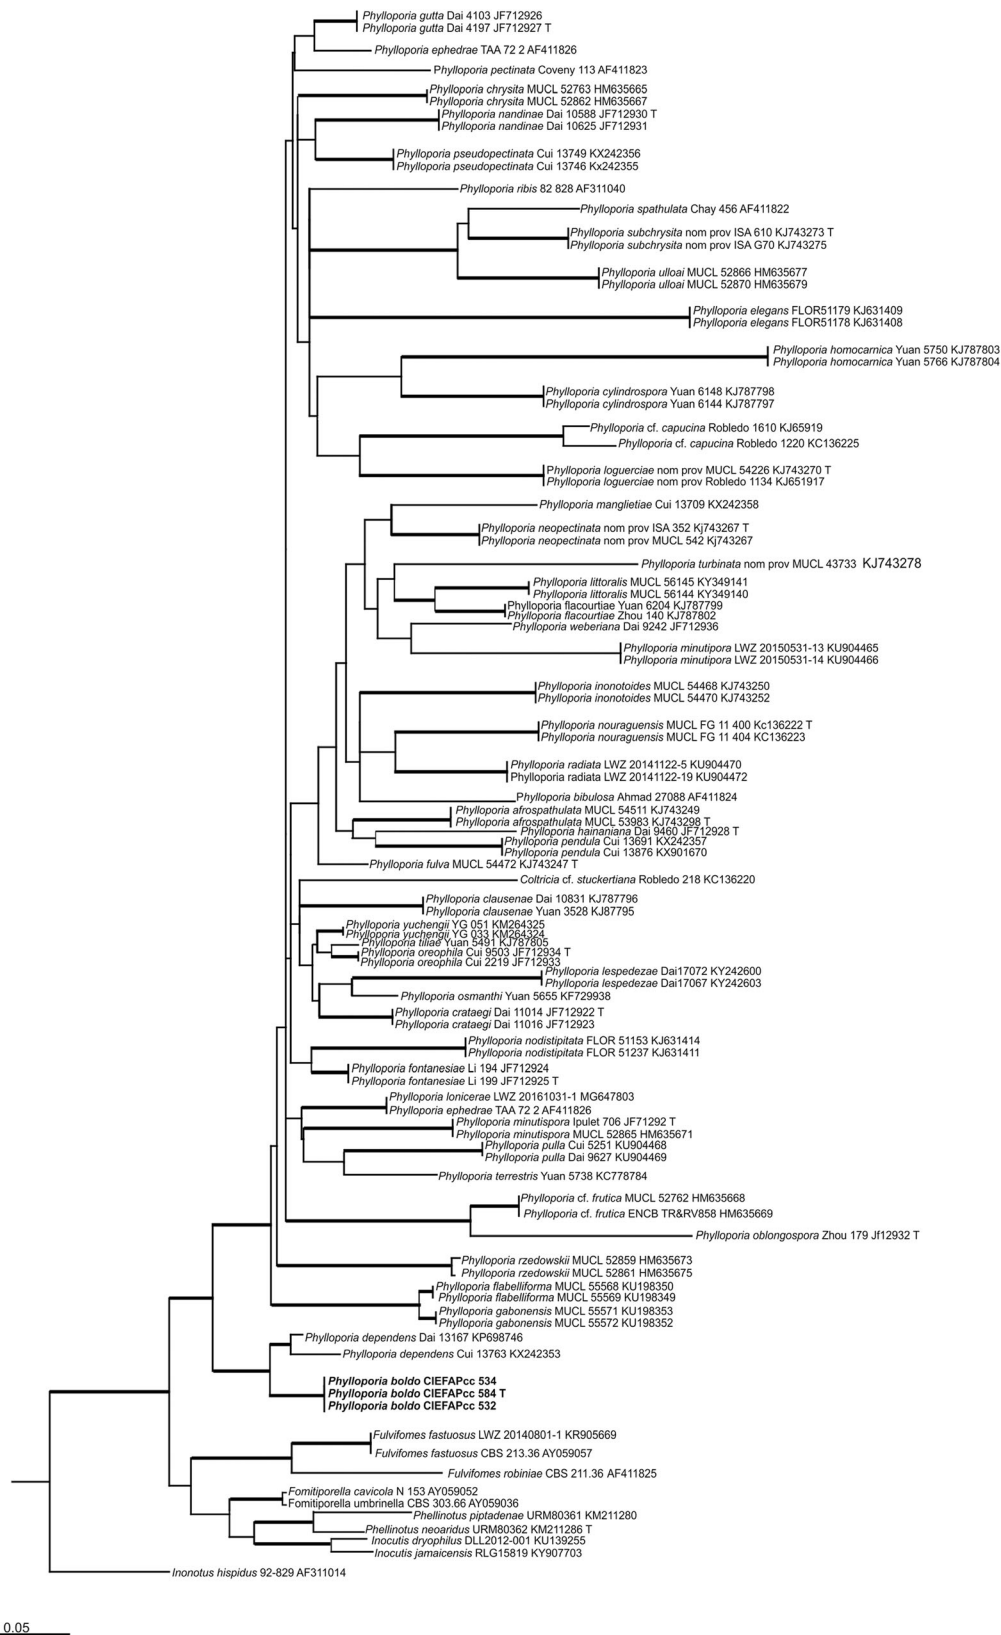 Phylloporia gutta Dai 4103 JF712926
Phylloporia gutta Dai 4197 JF712927 T
Phylloporia ephedrae TAA 72 2 AF411826
Phylloporia pectinata Coveny 113 AF411823
Phylloporia chrysita MUCL 52763 HM635665
Phylloporia chrysita MUCL 52862 HM635667
Phylloporia nandinae Dai 10588 JF712930 T
Phylloporia nandinae Dai 10625 JF712931
Phylloporia pseudopectinata Cui 13749 KX242356
Phylloporia pseudopectinata Cui 13746 Kx242355
Phylloporia ribis 82 828 AF311040
Phylloporia spathulata Chay 456 AF411822
Phylloporia subchrysita nom prov ISA 610 KJ743273 T
Phylloporia subchrysita nom prov ISA G70 KJ743275
Phylloporia ulloai MUCL 52866 HM635677
Phylloporia ulloai MUCL 52870 HM635679
Phylloporia elegans FLOR51179 KJ631409
Phylloporia elegans FLOR51178 KJ631408
Phylloporia homocarnica Yuan 5750 KJ787803
Phylloporia homocarnica Yuan 5766 KJ787804
Phylloporia cylindrospora Yuan 6148 KJ787798
Phylloporia cylindrospora Yuan 6144 KJ787797
Phylloporia cf. capucina Robledo 1610 KJ65919
Phylloporia cf. capucina Robledo 1220 KC136225
Phylloporia loguerciae nom prov MUCL 54226 KJ743270 T
Phylloporia loguerciae nom prov Robledo 1134 KJ651917
Phylloporia manglietiae Cui 13709 KX242358
Phylloporia neopectinata nom prov ISA 352 Kj743267 T
Phylloporia neopectinata nom prov MUCL 542 Kj743267
Phylloporia turbinata nom prov MUCL 43733 KJ743278
Phylloporia littoralis MUCL 56145 KY349141
Phylloporia littoralis MUCL 56144 KY349140
Phylloporia flacourtiae Yuan 6204 KJ787799
Phylloporia flacourtiae Zhou 140 KJ787802
Phylloporia weberiana Dai 9242 JF712936
Phylloporia minutipora LWZ 20150531-13 KU904465
Phylloporia minutipora LWZ 20150531-14 KU904466
Phylloporia inonotoides MUCL 54468 KJ743250
Phylloporia inonotoides MUCL 54470 KJ743252
Phylloporia nouraguensis MUCL FG 11 400 Kc136222 T
Phylloporia nouraguensis MUCL FG 11 404 KC136223
Phylloporia radiata LWZ 20141122-5 KU904470
Phylloporia radiata LWZ 20141122-19 KU904472
Phylloporia bibulosa Ahmad 27088 AF411824
Phylloporia afrospathulata MUCL 54511 KJ743249
Phylloporia afrospathulata MUCL 53983 KJ743298 T
Phylloporia hainaniana Dai 9460 JF712928 T
Phylloporia pendula Cui 13691 KX242357
Phylloporia pendula Cui 13876 KX901670
Phylloporia fulva MUCL 54472 KJ743247 T
Coltricia cf. stuckertiana Robledo 218 KC136220
Phylloporia clausenae Dai 10831 KJ787796
Phylloporia clausenae Yuan 3528 KJ87795
Phylloporia yuchengii YG 051 KM264325
Phylloporia yuchengii YG 033 KM264324
Phylloporia tiliae Yuan 5491 KJ787805
Phylloporia oreophila Cui 9503 JF712934 T
Phylloporia oreophila Cui 2219 JF712933
Phylloporia lespedezae Dai17072 KY242600
Phylloporia lespedezae Dai17067 KY242603
Phylloporia osmanthi Yuan 5655 KF729938
Phylloporia crataegi Dai 11014 JF712922 T
Phylloporia crataegi Dai 11016 JF712923
Phylloporia nodistipitata FLOR 51153 KJ631414
Phylloporia nodistipitata FLOR 51237 KJ631411
Phylloporia fontanesiae Li 194 JF712924
Phylloporia fontanesiae Li 199 JF712925 T
Phylloporia lonicerae LWZ 20161031-1 MG647803
Phylloporia ephedrae TAA 72 2 AF411826
Phylloporia minutispora Ipulet 706 JF71292 T
Phylloporia minutispora MUCL 52865 HM635671
Phylloporia pulla Cui 5251 KU904468
Phylloporia pulla Dai 9627 KU904469
Phylloporia terrestris Yuan 5738 KC778784
Phylloporia cf. frutica MUCL 52762 HM635668
Phylloporia cf. frutica ENCB TR&RV858 HM635669
Phylloporia oblongospora Zhou 179 Jf12932 T
Phylloporia rzedowskii MUCL 52859 HM635673
Phylloporia rzedowskii MUCL 52861 HM635675
Phylloporia flabelliforma MUCL 55568 KU198350
Phylloporia flabelliforma MUCL 55569 KU198349
Phylloporia gabonensis MUCL 55571 KU198353
Phylloporia gabonensis MUCL 55572 KU198352
Phylloporia dependens Dai 13167 KP698746
Phylloporia dependens Cui 13763 KX242353
Phylloporia boldo CIEFAPcc 534
Phylloporia boldo CIEFAPcc 584 T
Phylloporia boldo CIEFAPcc 532
Fulvifomes fastuosus LWZ 20140801-1 KR905669
Fulvifomes fastuosus CBS 213.36 AY059057
Fulvifomes robiniae CBS 211.36 AF411825
Fomitiporella cavicola N 153 AY059052
Fomitiporella umbrinella CBS 303.66 AY059036
Phellinotus piptadenae URM80361 KM211280
Phellinotus neoaridus URM80362 KM211286 T
Inocutis dryophilus DLL2012-001 KU139255
Inocutis jamaicensis RLG15819 KY907703
Inonotus hispidus 92-829 AF311014
0.05